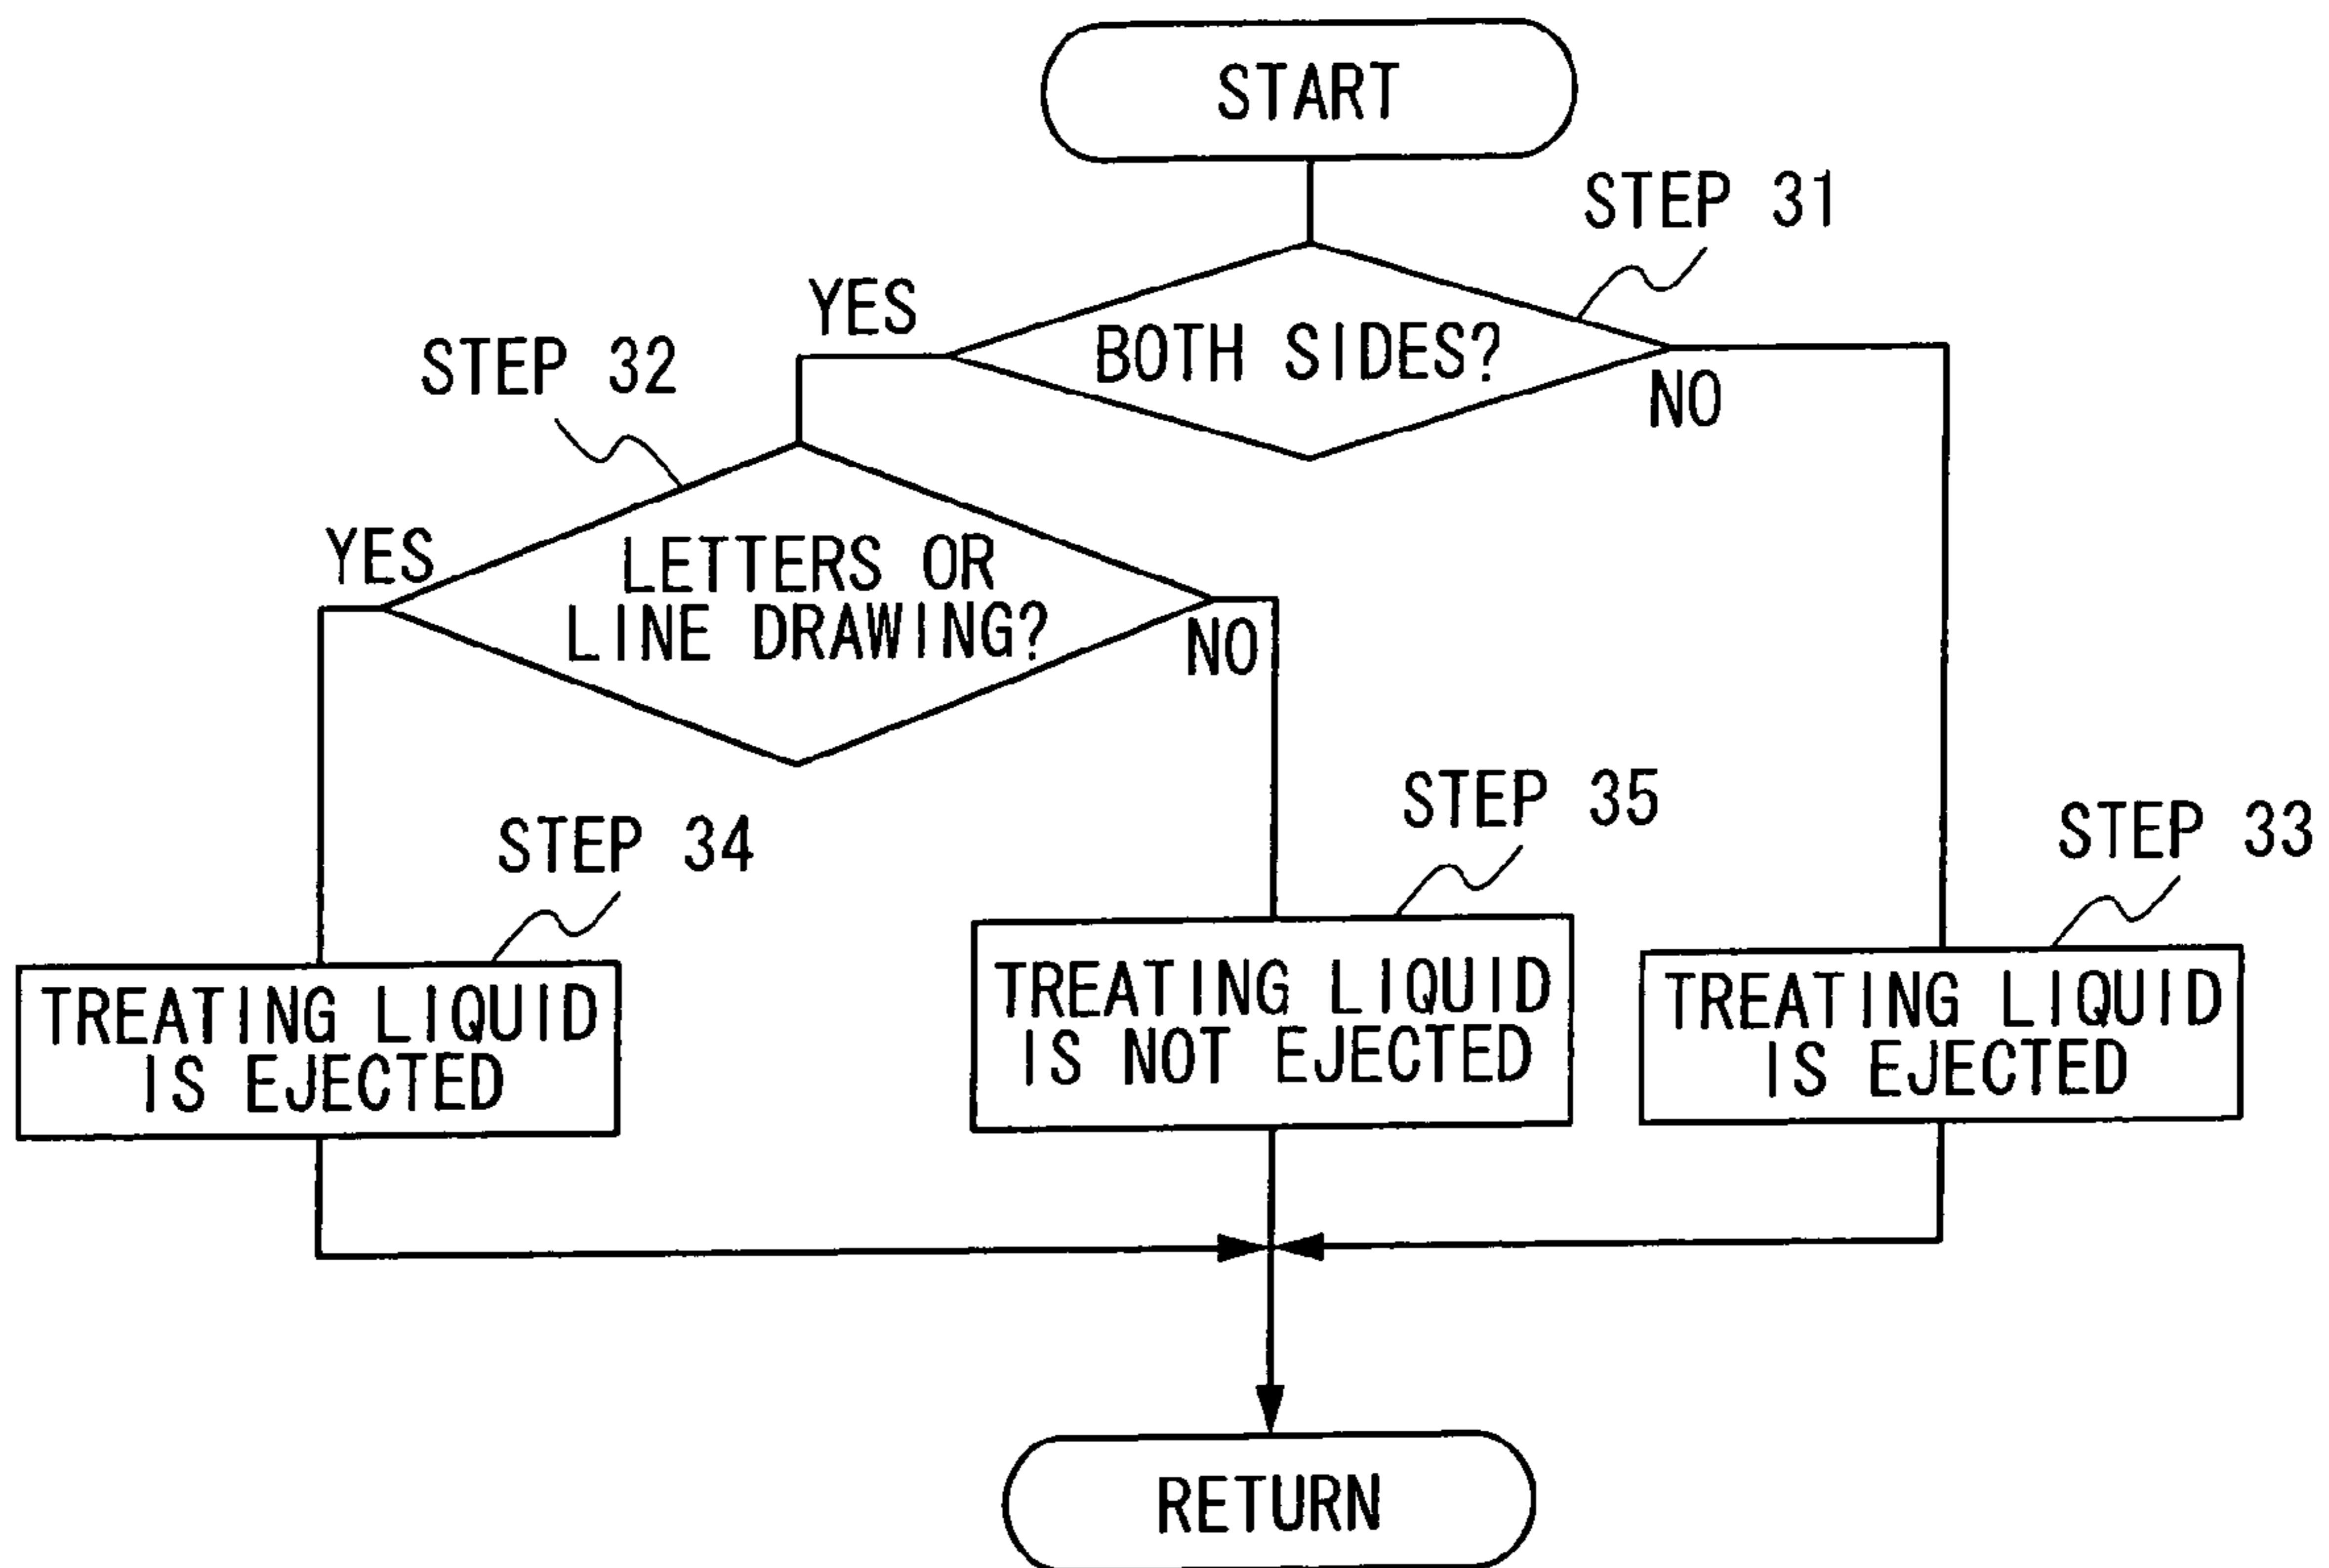 START
STEP 31
YES
BOTH SIDES?
NO
STEP 32
YES
LETTERS OR
LINE DRAWING?
NO
STEP 34
TREATING LIQUID
IS EJECTED
STEP 35
TREATING LIQUID
IS NOT EJECTED
STEP 33
TREATING LIQUID
IS EJECTED
RETURN